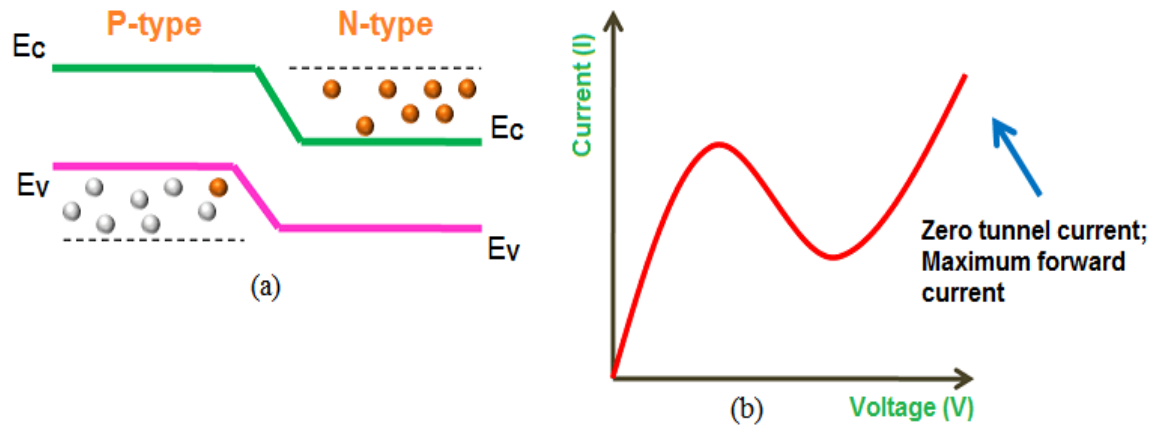 P-type N-type
Ec
Ec
Ev
Ev
(a)
Current (I)
Zero tunnel current;
Maximum forward
current
(b)
Voltage (V)